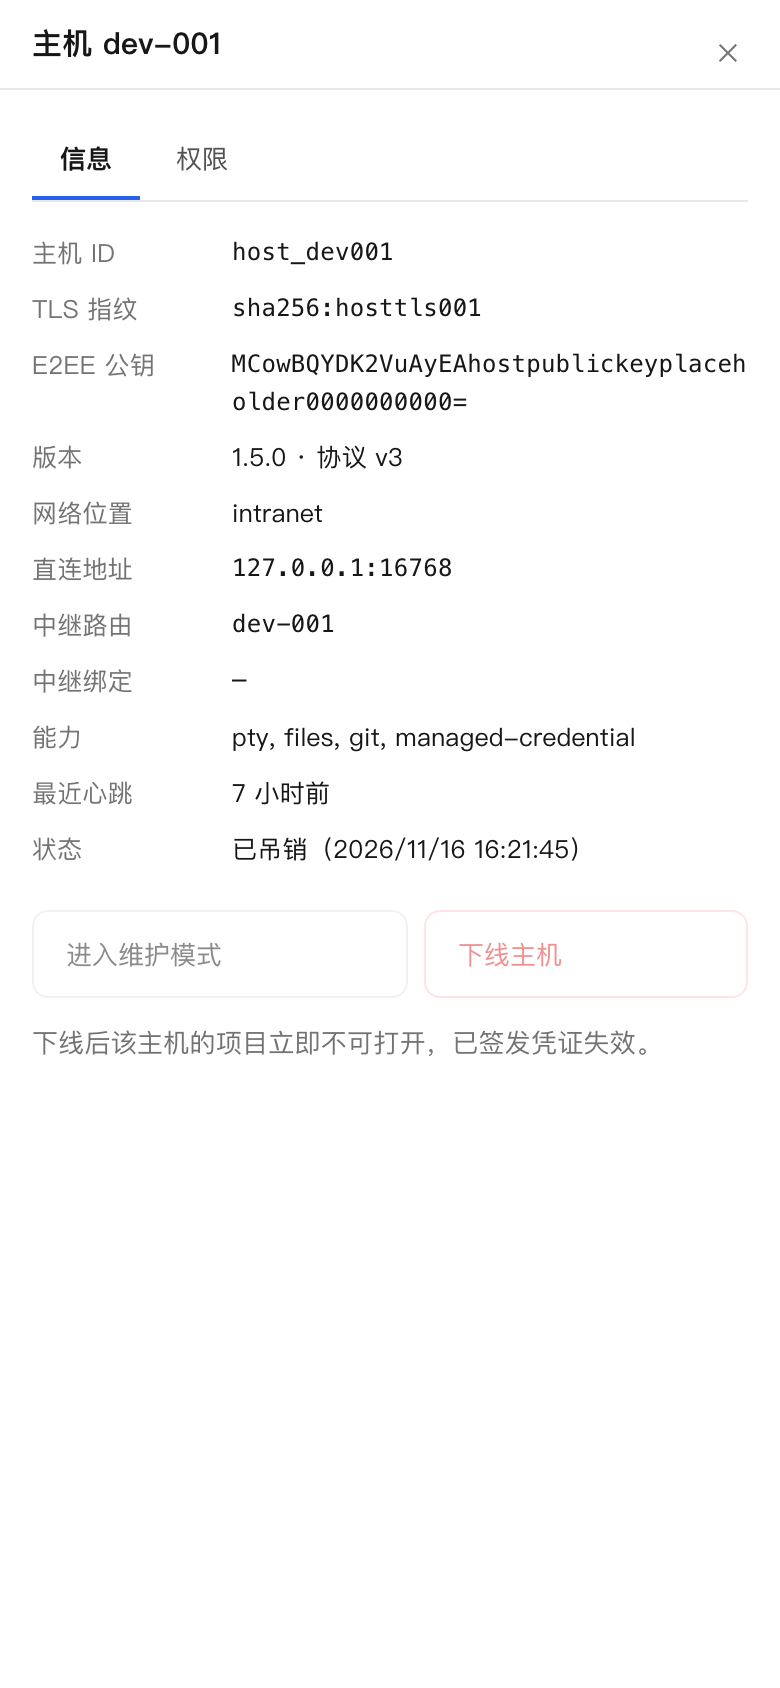 主机 dev-001
信息 权限
主机 ID host_dev001
TLS 指纹 sha256:hosttls001
E2EE 公钥 MCowBQYDK2VuAyEAhostpublickeyplaceh
older0000000000=
版本 1.5.0 · 协议 v3
网络位置 intranet
直连地址 127.0.0.1:16768
中继路由 dev-001
中继绑定 —
能力 pty, files, git, managed-credential
最近心跳 7 小时前
状态 已吊销（2026/11/16 16:21:45）
进入维护模式 下线主机
下线后该主机的项目立即不可打开，已签发凭证失效。